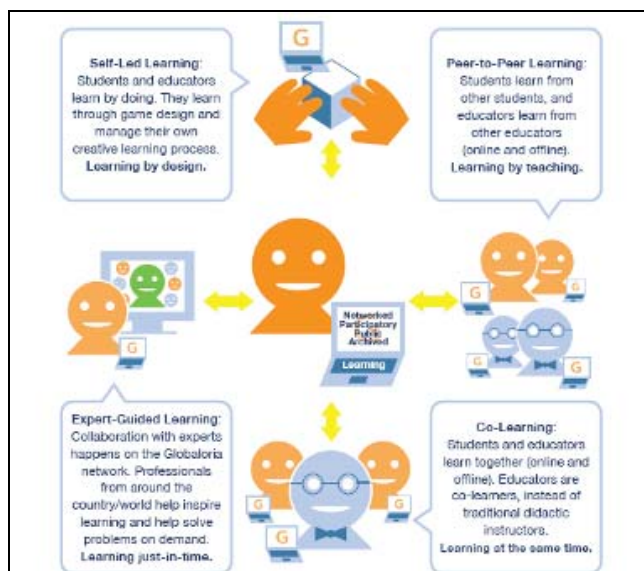 G
Self-Led Learning:
Students and educators
learn by doing. They learn
through game design and
manage their own
creative learning process.
Learning by design.
Peer-to-Peer Learning:
Students learn from
other students, and
educators learn from
other educators
(online and offline).
Learning by teaching.
G
G
G
G
G
Networked
Participatory
Public
Archived
Learning
Expert-Guided Learning:
Collaboration with experts
happens on the Globaloria
network. Professionals
from around the
country/world help inspire
learning and help solve
problems on demand.
Learning just-in-time.
G
G
G
Co-Learning:
Students and educators
learn together (online and
offline). Educators are
co-learners, instead of
traditional didactic
instructors.
Learning at the same time.